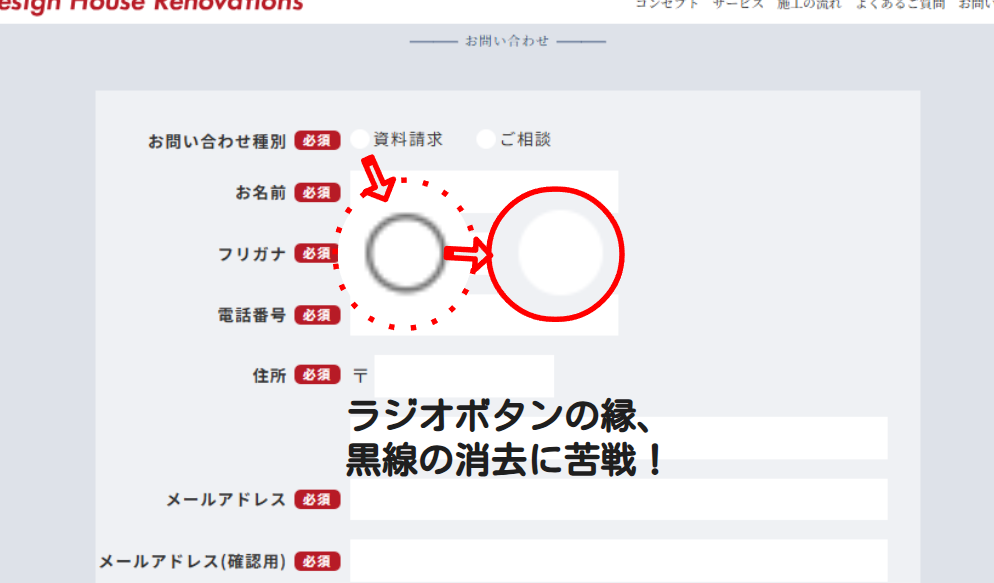 esign House Renovations
コンセプト サービス 施工の流れ よくあるご質問 お問い
お問い合わせ
お問い合わせ種別 必須 資料請求 ご相談
お名前 必須
フリガナ 必須
電話番号 必須
住所 必須 〒
ラジオボタンの縁、
黒線の消去に苦戦！
メールアドレス 必須
メールアドレス(確認用) 必須